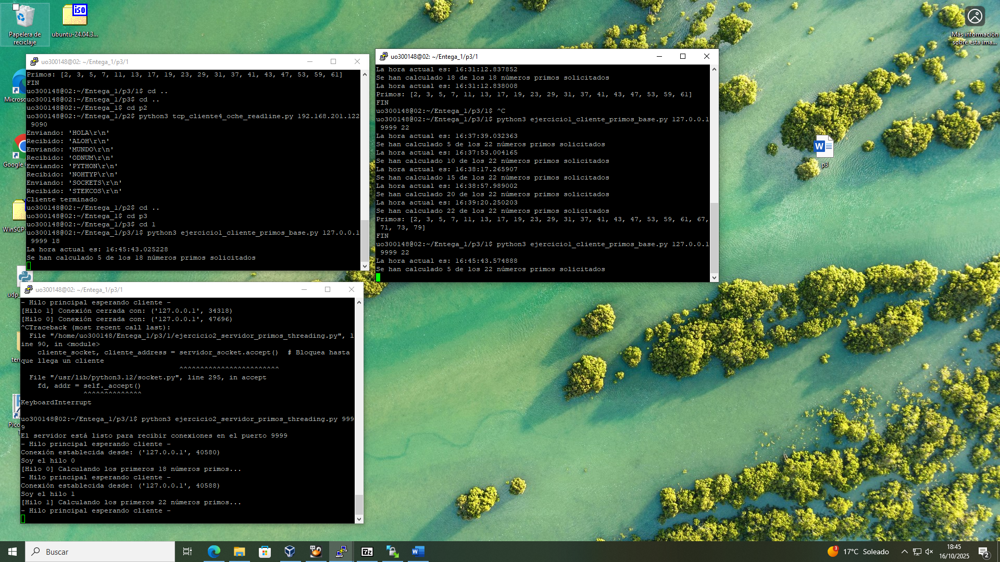 Papelera de
reciclaje
ubuntu-24.04.3...
Más información
sobre esta ima...
Google
WinSCP
p3
uo300148@02: ~/Entega_1/p3/1
Primos: [2, 3, 5, 7, 11, 13, 17, 19, 23, 29, 31, 37, 41, 43, 47, 53, 59, 61]
FIN
uo300148@02:~/Entega_1/p3/1$ cd ..
uo300148@02:~/Entega_1/p3$ cd ..
uo300148@02:~/Entega_1$ cd p2
uo300148@02:~/Entega_1/p2$ python3 tcp_cliente4_oche_readline.py 192.168.201.122
 9090
Enviando: 'HOLA\r\n'
Recibido: 'ALOH\r\n'
Enviando: 'MUNDO\r\n'
Recibido: 'ODNUM\r\n'
Enviando: 'PYTHON\r\n'
Recibido: 'NOHTYP\r\n'
Enviando: 'SOCKETS\r\n'
Recibido: 'STEKCOS\r\n'
Cliente terminado
uo300148@02:~/Entega_1/p2$ cd ..
uo300148@02:~/Entega_1$ cd p3
uo300148@02:~/Entega_1/p3$ cd 1
uo300148@02:~/Entega_1/p3/1$ python3 ejercicio1_cliente_primos_base.py 127.0.0.1
 9999 18
La hora actual es: 16:45:43.025228
Se han calculado 5 de los 18 números primos solicitados
uo300148@02: ~/Entega_1/p3/1
La hora actual es: 16:31:12.837852
Se han calculado 18 de los 18 números primos solicitados
La hora actual es: 16:31:12.838008
Primos: [2, 3, 5, 7, 11, 13, 17, 19, 23, 29, 31, 37, 41, 43, 47, 53, 59, 61]
FIN
uo300148@02:~/Entega_1/p3/1$ ^C
uo300148@02:~/Entega_1/p3/1$ python3 ejercicio1_cliente_primos_base.py 127.0.0.1
 9999 22
La hora actual es: 16:37:39.032363
Se han calculado 5 de los 22 números primos solicitados
La hora actual es: 16:37:53.004165
Se han calculado 10 de los 22 números primos solicitados
La hora actual es: 16:38:17.265907
Se han calculado 15 de los 22 números primos solicitados
La hora actual es: 16:38:57.989002
Se han calculado 20 de los 22 números primos solicitados
La hora actual es: 16:39:20.250203
Se han calculado 22 de los 22 números primos solicitados
Primos: [2, 3, 5, 7, 11, 13, 17, 19, 23, 29, 31, 37, 41, 43, 47, 53, 59, 61, 67,
 71, 73, 79]
FIN
uo300148@02:~/Entega_1/p3/1$ python3 ejercicio1_cliente_primos_base.py 127.0.0.1
 9999 22
La hora actual es: 16:45:43.574888
Se han calculado 5 de los 22 números primos solicitados
uo300148@02: ~/Entega_1/p3/1
- Hilo principal esperando cliente -
[Hilo 1] Conexión cerrada con: ('127.0.0.1', 34318)
[Hilo 0] Conexión cerrada con: ('127.0.0.1', 47696)
^CTraceback (most recent call last):
  File "/home/uo300148/Entega_1/p3/1/ejercicio2_servidor_primos_threading.py", l
ine 90, in <module>
    cliente_socket, cliente_address = servidor_socket.accept()  # Bloquea hasta
que llega un cliente
                                      ^^^^^^^^^^^^^^^^^^^^^^^^
  File "/usr/lib/python3.12/socket.py", line 295, in accept
    fd, addr = self._accept()
               ^^^^^^^^^^^^^^
KeyboardInterrupt
uo300148@02:~/Entega_1/p3/1$ python3 ejercicio2_servidor_primos_threading.py 999
9
El servidor está listo para recibir conexiones en el puerto 9999
- Hilo principal esperando cliente -
Conexión establecida desde: ('127.0.0.1', 40580)
Soy el hilo 0
[Hilo 0] Calculando los primeros 18 números primos...
- Hilo principal esperando cliente -
Conexión establecida desde: ('127.0.0.1', 40588)
Soy el hilo 1
[Hilo 1] Calculando los primeros 22 números primos...
- Hilo principal esperando cliente -
Buscar
17°C Soleado
18:45
16/10/2025